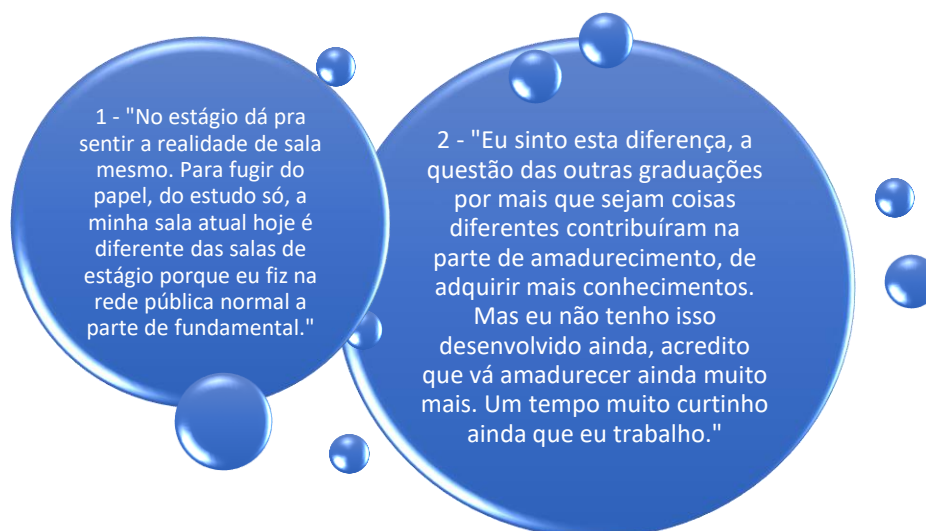 1 - "No estágio dá pra
sentir a realidade de sala
mesmo. Para fugir do
papel, do estudo só, a
minha sala atual hoje é
diferente das salas de
estágio porque eu fiz na
rede pública normal a
parte de fundamental."
2 - "Eu sinto esta diferença, a
questão das outras graduações
por mais que sejam coisas
diferentes contribuíram na
parte de amadurecimento, de
adquirir mais conhecimentos.
Mas eu não tenho isso
desenvolvido ainda, acredito
que vá amadurecer ainda muito
mais. Um tempo muito curtinho
ainda que eu trabalho."